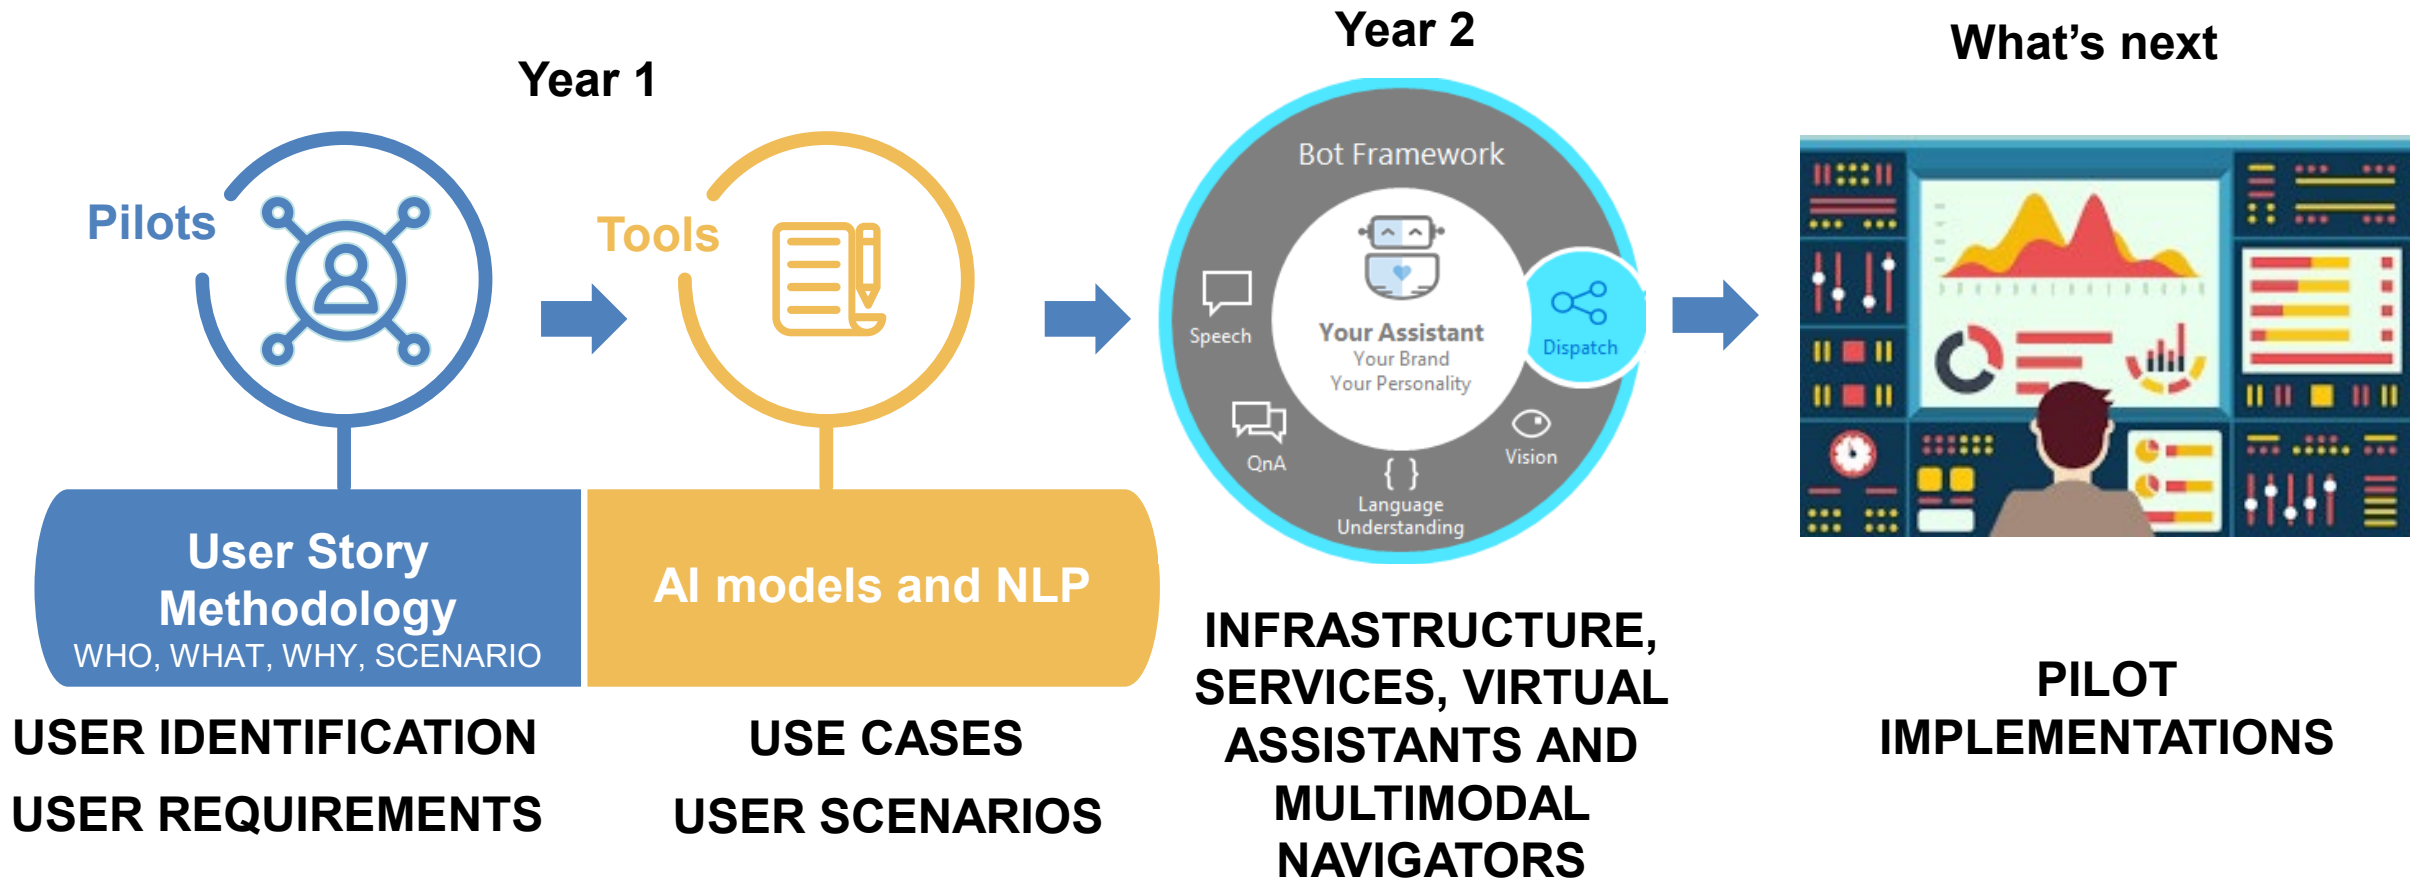 Year 1
Pilots
Tools
User Story
Methodology
WHO, WHAT, WHY, SCENARIO
AI models and NLP
USER IDENTIFICATION
USER REQUIREMENTS
USE CASES
USER SCENARIOS
Year 2
Bot Framework
Your Assistant
Your Brand
Your Personality
Speech
Dispatch
QnA
Vision
{ }
Language
Understanding
INFRASTRUCTURE,
SERVICES, VIRTUAL
ASSISTANTS AND
MULTIMODAL
NAVIGATORS
What’s next
PILOT
IMPLEMENTATIONS